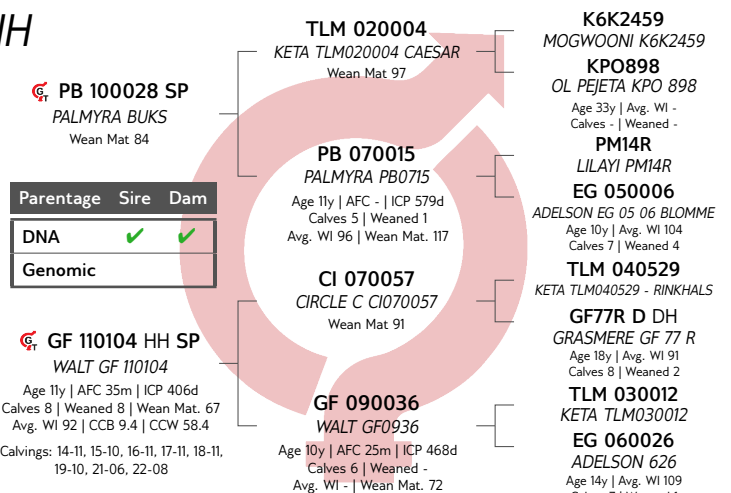 HH
PB 100028 SP
PALMYRA BUKS
Wean Mat 84
Parentage Sire Dam
DNA ✔ ✔
Genomic
GF 110104 HH SP
WALT GF 110104
Age 11y | AFC 35m | ICP 406d
Calves 8 | Weaned 8 | Wean Mat. 67
Avg. WI 92 | CCB 9.4 | CCW 58.4
Calvings: 14-11, 15-10, 16-11, 17-11, 18-11,
19-10, 21-06, 22-08
TLM 020004
KETA TLM020004 CAESAR
Wean Mat 97
PB 070015
PALMYRA PB0715
Age 11y | AFC - | ICP 579d
Calves 5 | Weaned 1
Avg. WI 96 | Wean Mat. 117
CI 070057
CIRCLE C CI070057
Wean Mat 91
GF 090036
WALT GF0936
Age 10y | AFC 25m | ICP 468d
Calves 6 | Weaned -
Avg. WI - | Wean Mat. 72
K6K2459
MOGWOONI K6K2459
KPO898
OL PEJETA KPO 898
Age 33y | Avg. WI -
Calves - | Weaned -
PM14R
LILAYI PM14R
EG 050006
ADELSON EG 05 06 BLOMME
Age 10y | Avg. WI 104
Calves 7 | Weaned 4
TLM 040529
KETA TLM040529 - RINKHALS
GF77R D DH
GRASMERE GF 77 R
Age 18y | Avg. WI 91
Calves 8 | Weaned 2
TLM 030012
KETA TLM030012
EG 060026
ADELSON 626
Age 14y | Avg. WI 109